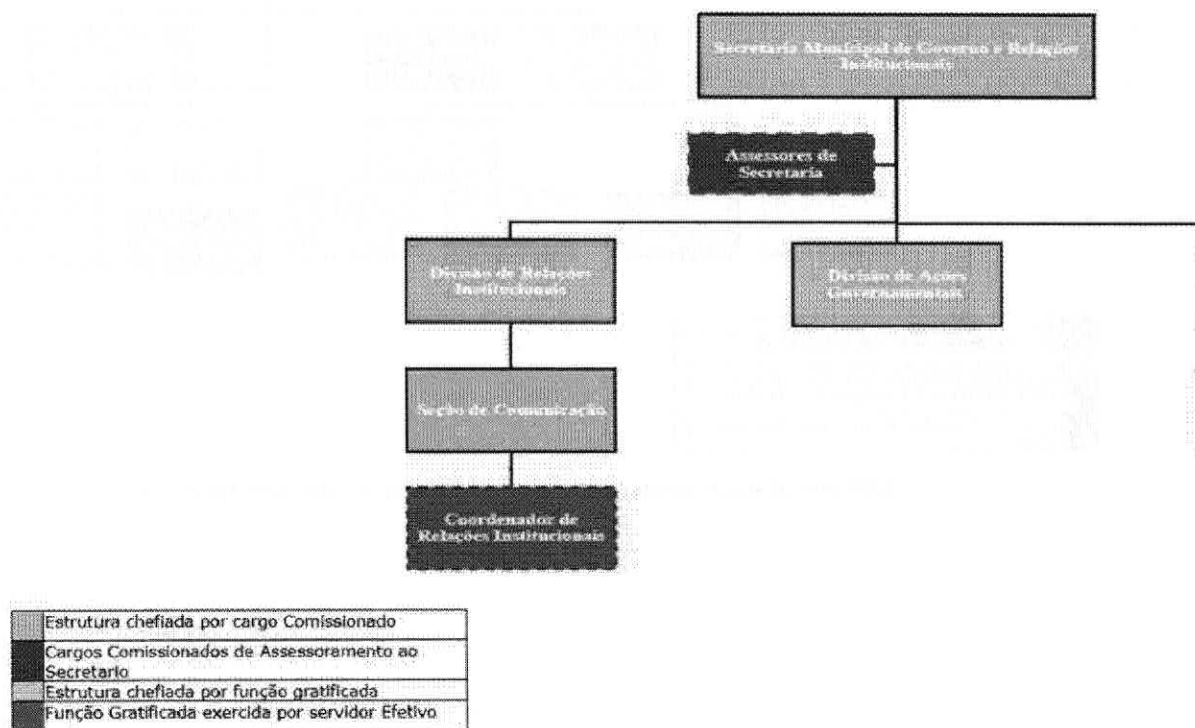 Secretaria Municipal de Governo e Relações
Institucionais
Assessores de
Secretaria
Divisão de Relações
Institucionais
Divisão de Ações
Governamentais
Seção de Comunicação
Coordenador de
Relações Institucionais
Estrutura chefiada por cargo Comissionado
Cargos Comissionados de Assessoramento ao
Secretario
Estrutura chefiada por função gratificada
Função Gratificada exercida por servidor Efetivo